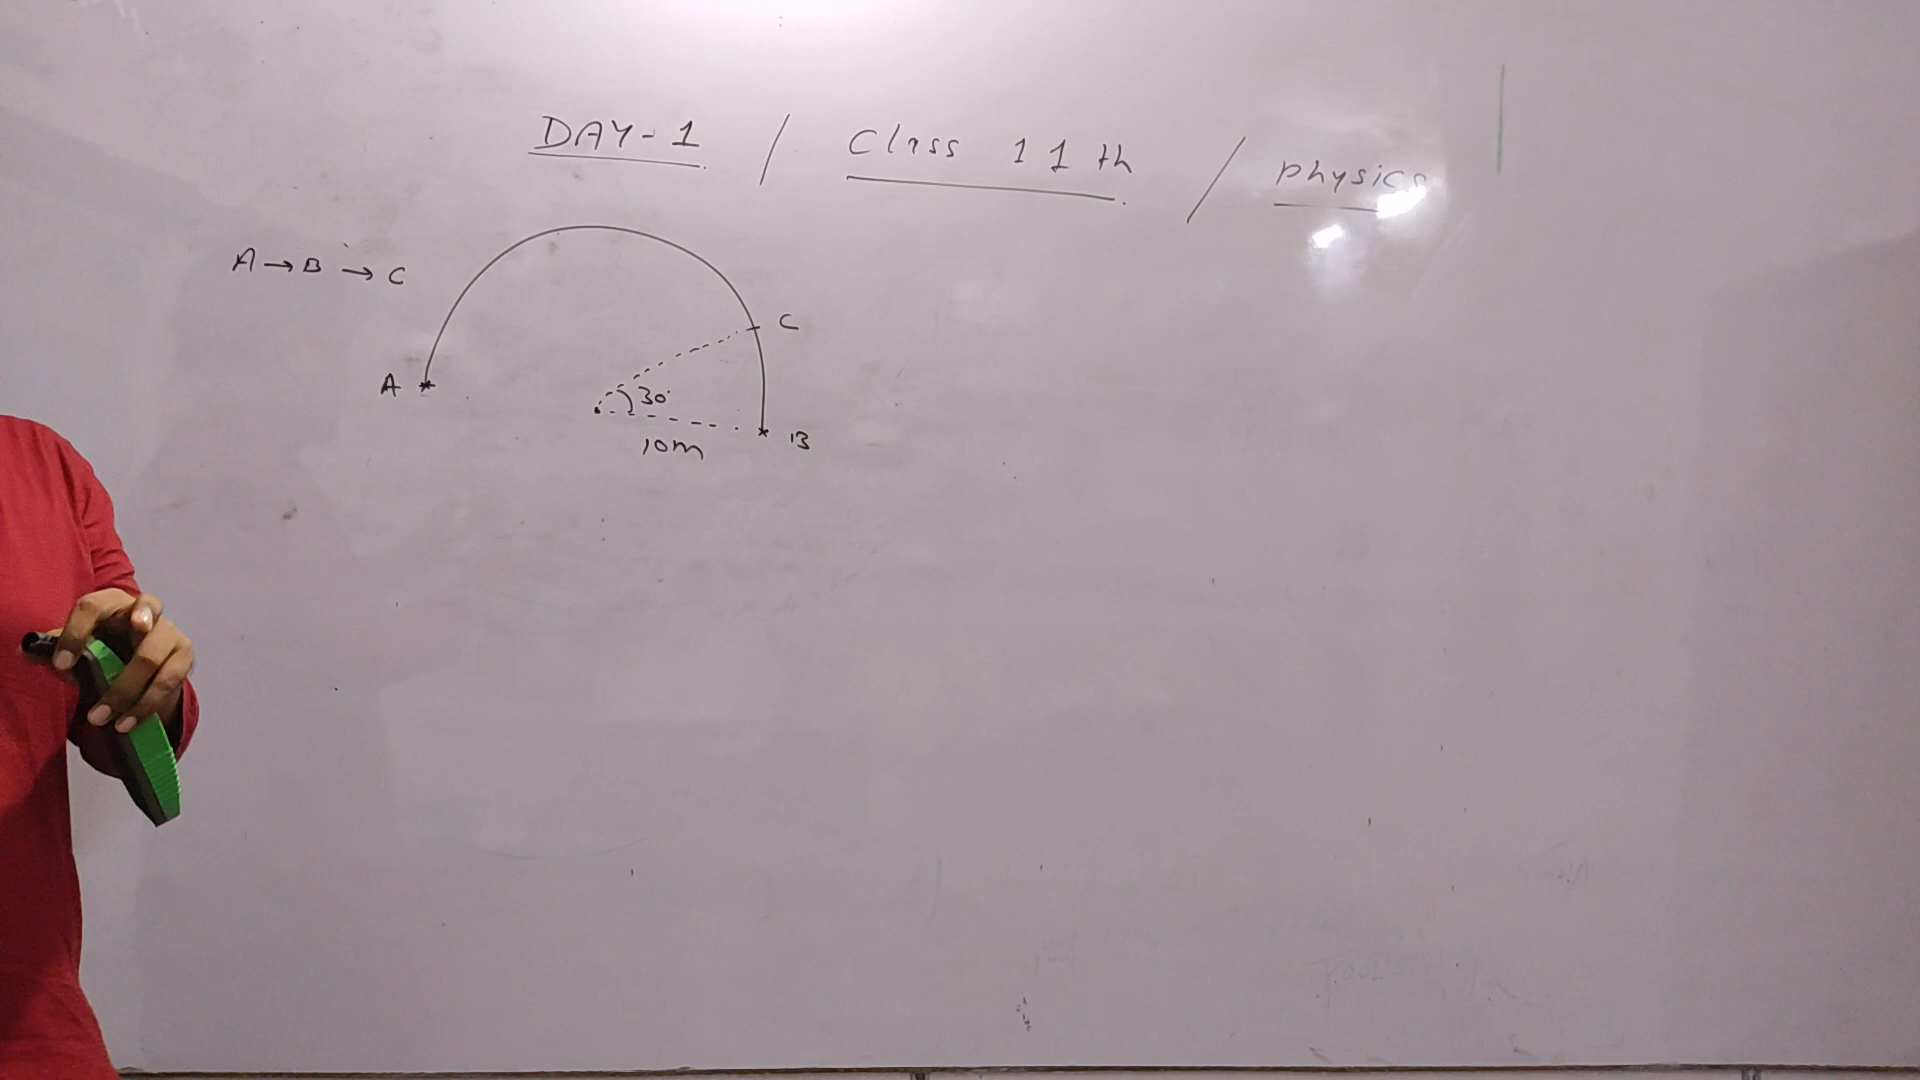 DAY-1 / Class 11th / physics
A → B → C
C
A
30°
B
10m